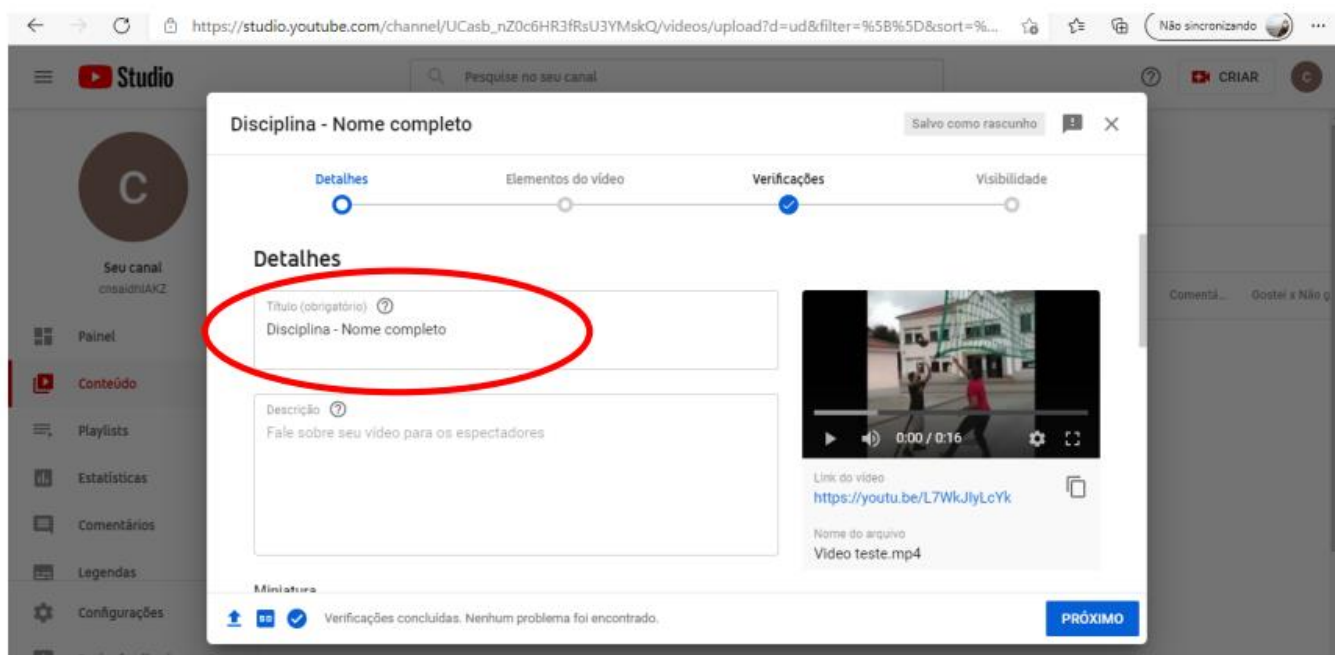 https://studio.youtube.com/channel/UCasb_nZ0c6HR3fRsU3YMskQ/videos/upload?d=ud&filter=%5B%5D&sort=%...
Não sincronizando
Studio
Pesquise no seu canal
CRIAR
C
Disciplina - Nome completo
Salvo como rascunho
Detalhes
Elementos do vídeo
Verificações
Visibilidade
C
Seu canal
Detalhes
Título (obrigatório)
Disciplina - Nome completo
Descrição
Fale sobre seu vídeo para os espectadores
0:00 / 0:16
Link do vídeo
https://youtu.be/L7WkJIyLcYk
Nome do arquivo
Video teste.mp4
Comentá...
Gostei x Não g
Painel
Conteúdo
Playlists
Estatísticas
Comentários
Legendas
Configurações
Miniatura
Verificações concluídas. Nenhum problema foi encontrado.
PRÓXIMO